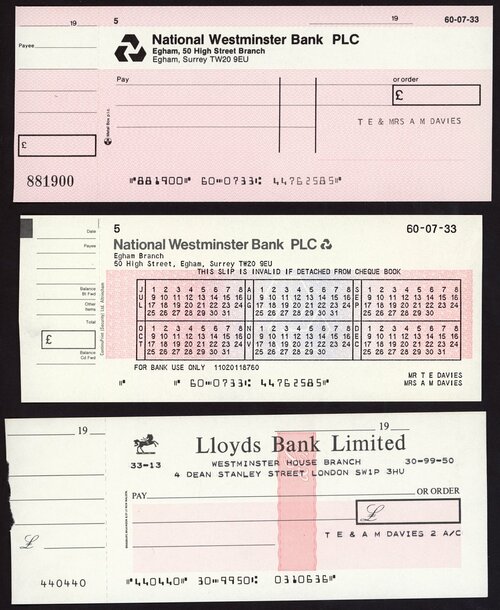 19
5
19
60-07-33
National Westminster Bank PLC
Egham, 50 High Street Branch
Egham, Surrey TW20 9EU
Payee
Pay
or order
£
T E & MRS A M DAVIES
£
Metal Box p.l.c.
881900
⑈881900⑈ 60⑉0733⑆ 44762585⑈
Date
5
60-07-33
Payee
National Westminster Bank PLC
Egham Branch
50 High Street, Egham, Surrey TW20 9EU
THIS SLIP IS INVALID IF DETACHED FROM CHEQUE BOOK
Balance
Bt Fwd
Other
Items
Total
£
Balance
Cd Fwd
JUL 1 2 3 4 5 6 7 8 AUG 1 2 3 4 5 6 7 8 SEP 1 2 3 4 5 6 7 8
9 10 11 12 13 14 15 16 9 10 11 12 13 14 15 16 9 10 11 12 13 14 15 16
17 18 19 20 21 22 23 24 17 18 19 20 21 22 23 24 17 18 19 20 21 22 23 24
25 26 27 28 29 30 31 25 26 27 28 29 30 31 25 26 27 28 29 30
OCT 1 2 3 4 5 6 7 8 NOV 1 2 3 4 5 6 7 8 DEC 1 2 3 4 5 6 7 8
9 10 11 12 13 14 15 16 9 10 11 12 13 14 15 16 9 10 11 12 13 14 15 16
17 18 19 20 21 22 23 24 17 18 19 20 21 22 23 24 17 18 19 20 21 22 23 24
25 26 27 28 29 30 31 25 26 27 28 29 30 25 26 27 28 29 30 31
FOR BANK USE ONLY 11020118760
MR T E DAVIES
MRS A M DAVIES
⑈ ⑈ 60⑉0733⑆ 44762585⑈
19
19
Lloyds Bank Limited
33-13
WESTMINSTER HOUSE BRANCH
30-99-50
4 DEAN STANLEY STREET LONDON SW1P 3HU
PAY
OR ORDER
£
T E & AM DAVIES 2 A/C
£
440440
⑈440440⑈ 30⑉9950⑆ 0310636⑈